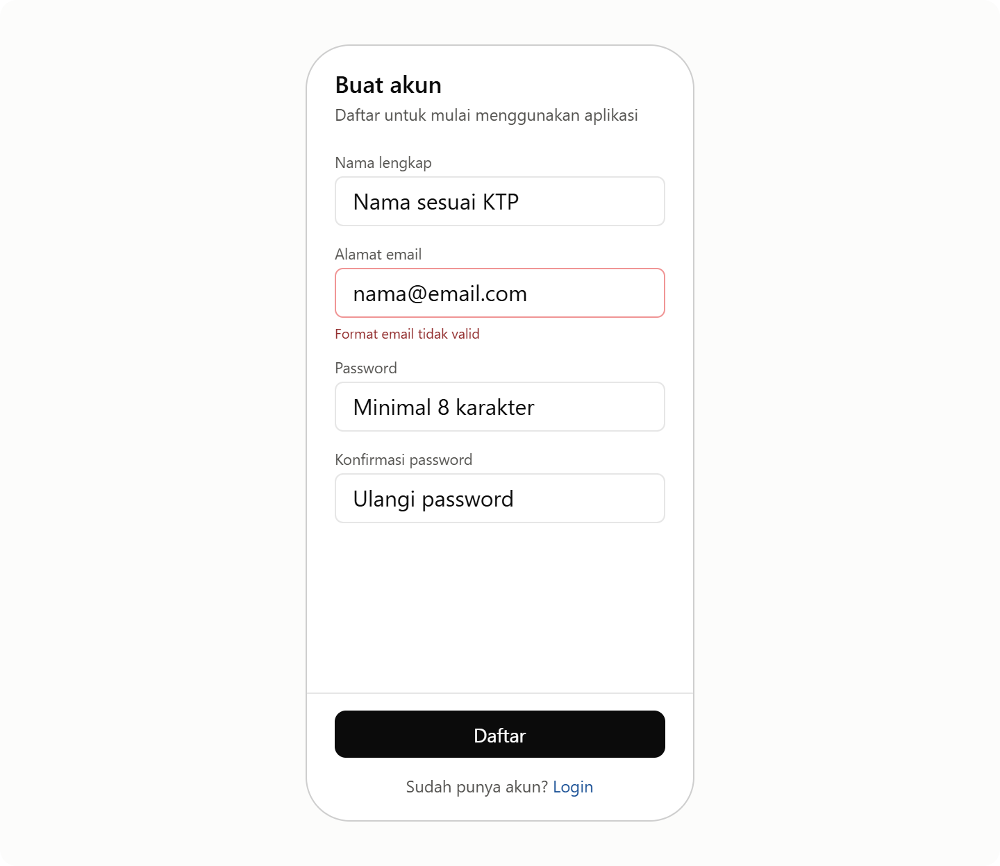 Buat akun
Daftar untuk mulai menggunakan aplikasi
Nama lengkap
Nama sesuai KTP
Alamat email
nama@email.com
Format email tidak valid
Password
Minimal 8 karakter
Konfirmasi password
Ulangi password
Daftar
Sudah punya akun? Login